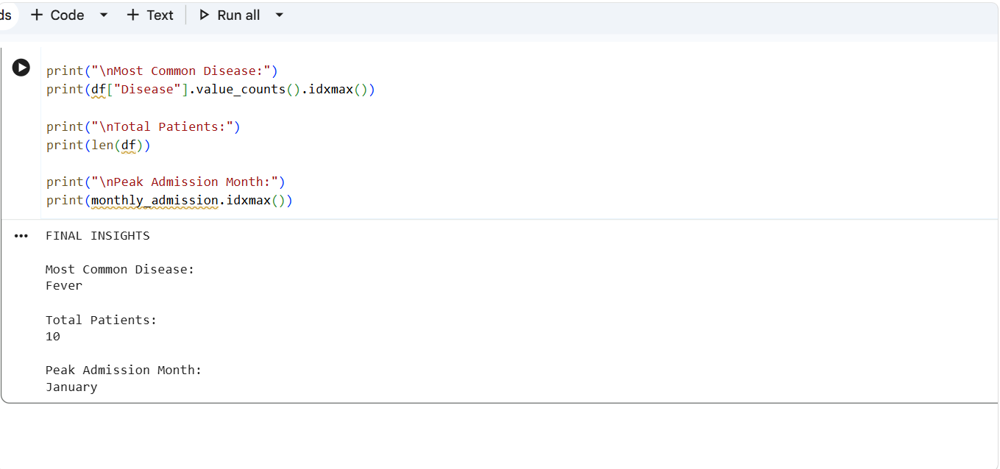 ds + Code + Text Run all
print("\nMost Common Disease:")
print(df["Disease"].value_counts().idxmax())
print("\nTotal Patients:")
print(len(df))
print("\nPeak Admission Month:")
print(monthly_admission.idxmax())
FINAL INSIGHTS
Most Common Disease:
Fever
Total Patients:
10
Peak Admission Month:
January